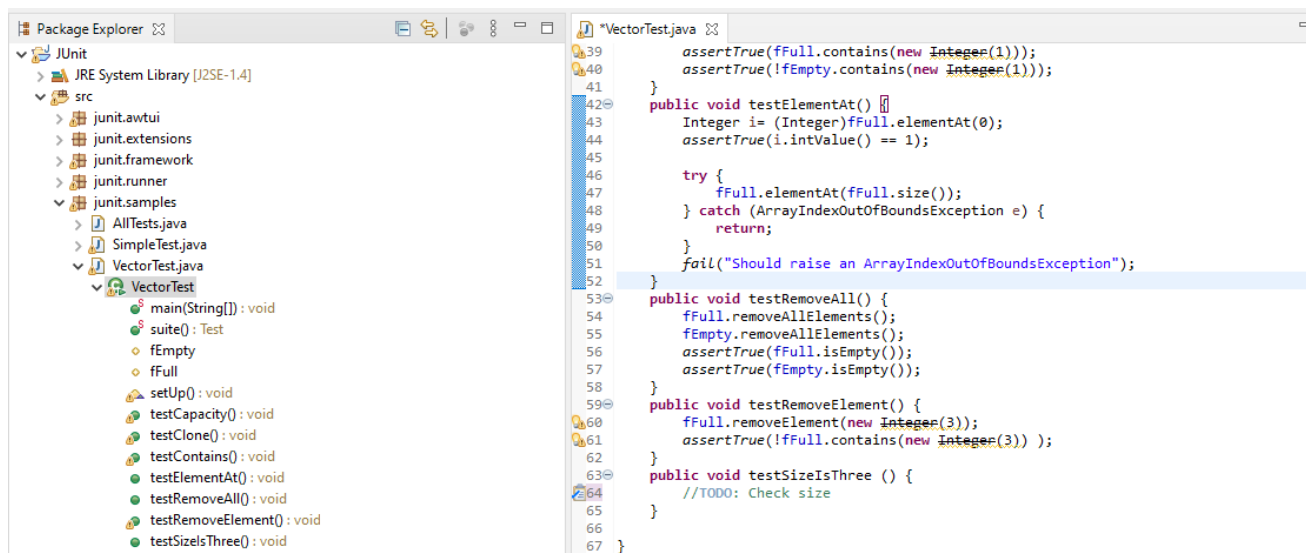 Package Explorer
JUnit
JRE System Library [J2SE-1.4]
src
junit.awtui
junit.extensions
junit.framework
junit.runner
junit.samples
AllTests.java
SimpleTest.java
VectorTest.java
VectorTest
main(String[]) : void
suite() : Test
fEmpty
fFull
setUp() : void
testCapacity() : void
testClone() : void
testContains() : void
testElementAt() : void
testRemoveAll() : void
testRemoveElement() : void
testSizeIsThree() : void
*VectorTest.java
39 assertTrue(fFull.contains(new Integer(1)));
40 assertTrue(!fEmpty.contains(new Integer(1)));
41 }
42 public void testElementAt() {
43 Integer i= (Integer)fFull.elementAt(0);
44 assertTrue(i.intValue() == 1);
45
46 try {
47 fFull.elementAt(fFull.size());
48 } catch (ArrayIndexOutOfBoundsException e) {
49 return;
50 }
51 fail("Should raise an ArrayIndexOutOfBoundsException");
52 }
53 public void testRemoveAll() {
54 fFull.removeAllElements();
55 fEmpty.removeAllElements();
56 assertTrue(fFull.isEmpty());
57 assertTrue(fEmpty.isEmpty());
58 }
59 public void testRemoveElement() {
60 fFull.removeElement(new Integer(3));
61 assertTrue(!fFull.contains(new Integer(3)) );
62 }
63 public void testSizeIsThree () {
64 //TODO: Check size
65 }
66
67 }